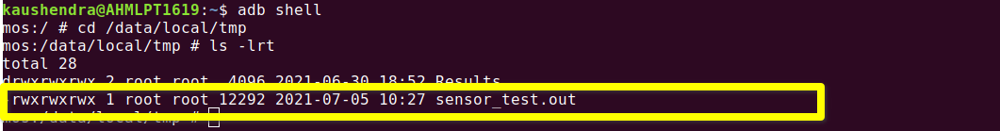 kaushendra@AHMLPT1619:~$ adb shell
mos:/ # cd /data/local/tmp
mos:/data/local/tmp # ls -lrt
total 28
drwxrwxrwx 2 root root  4096 2021-06-30 18:52 Results
-rwxrwxrwx 1 root root 12292 2021-07-05 10:27 sensor_test.out
mos:/data/local/tmp #